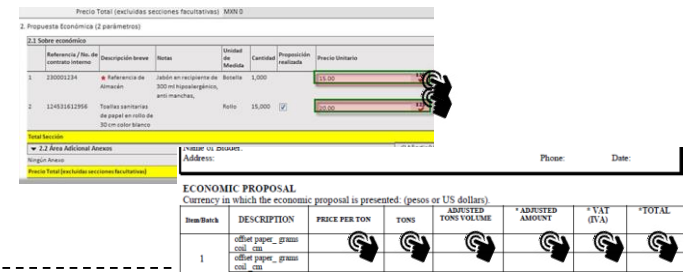 Precio Total (excluidas secciones facultativas) MXN 0
2. Propuesta Económica (2 parámetros)
2.1 Sobre económico
Referencia / No. de contrato interno Descripción breve Notas Unidad de Medida Cantidad Proposición realizada Precio Unitario
1 230001234 Referencia de Almacén Jabón en recipiente de 300 ml hipoalergénico, anti manchas, Botella 1,000 15.00
2 124531612956 Toallas sanitarias de papel en rollo de 30 cm color blanco Rollo 15,000 20.00
Total Sección
2.2 Área Adicional Anexos
Ningún Anexo
Precio Total (excluidas secciones facultativas)
Name of Bidder:
Address: Phone: Date:
ECONOMIC PROPOSAL
Currency in which the economic proposal is presented: (pesos or US dollars).
Item/Batch DESCRIPTION PRICE PER TON TONS ADJUSTED TONS VOLUME * ADJUSTED AMOUNT * VAT (IVA) *TOTAL
1
offset paper_ grams
coil_cm
offset paper_ grams
coil_cm